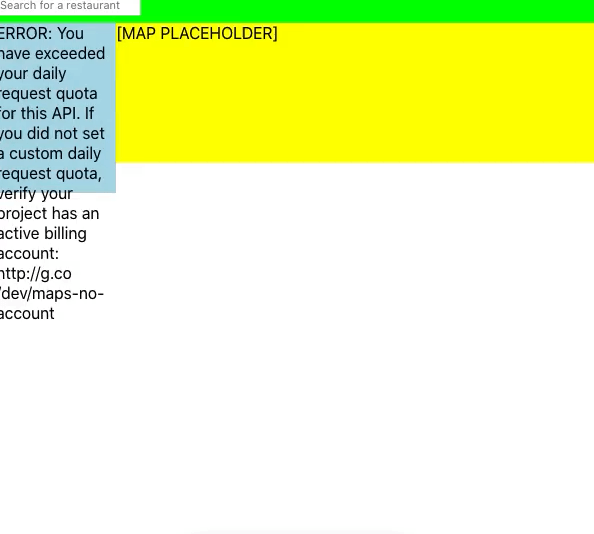 Search for a restaurant
ERROR: You
[MAP PLACEHOLDER]
have exceeded
your daily
request quota
for this API. If
you did not set
a custom daily
request quota,
verify your
project has an
active billing
account:
http://g.co
/dev/maps-no-
account